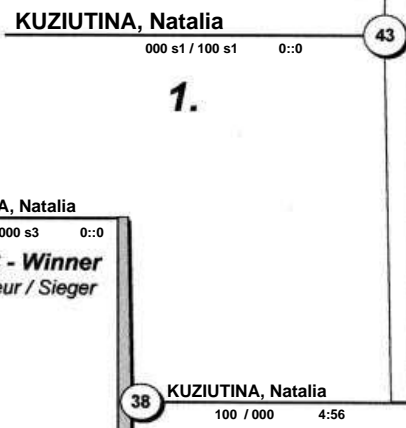 KUZIUTINA, Natalia
000 s1 / 100 s1 0::0
43
1.
A, Natalia
000 s3 0::0
- Winner
eur / Sieger
38
KUZIUTINA, Natalia
100 / 000 4:56